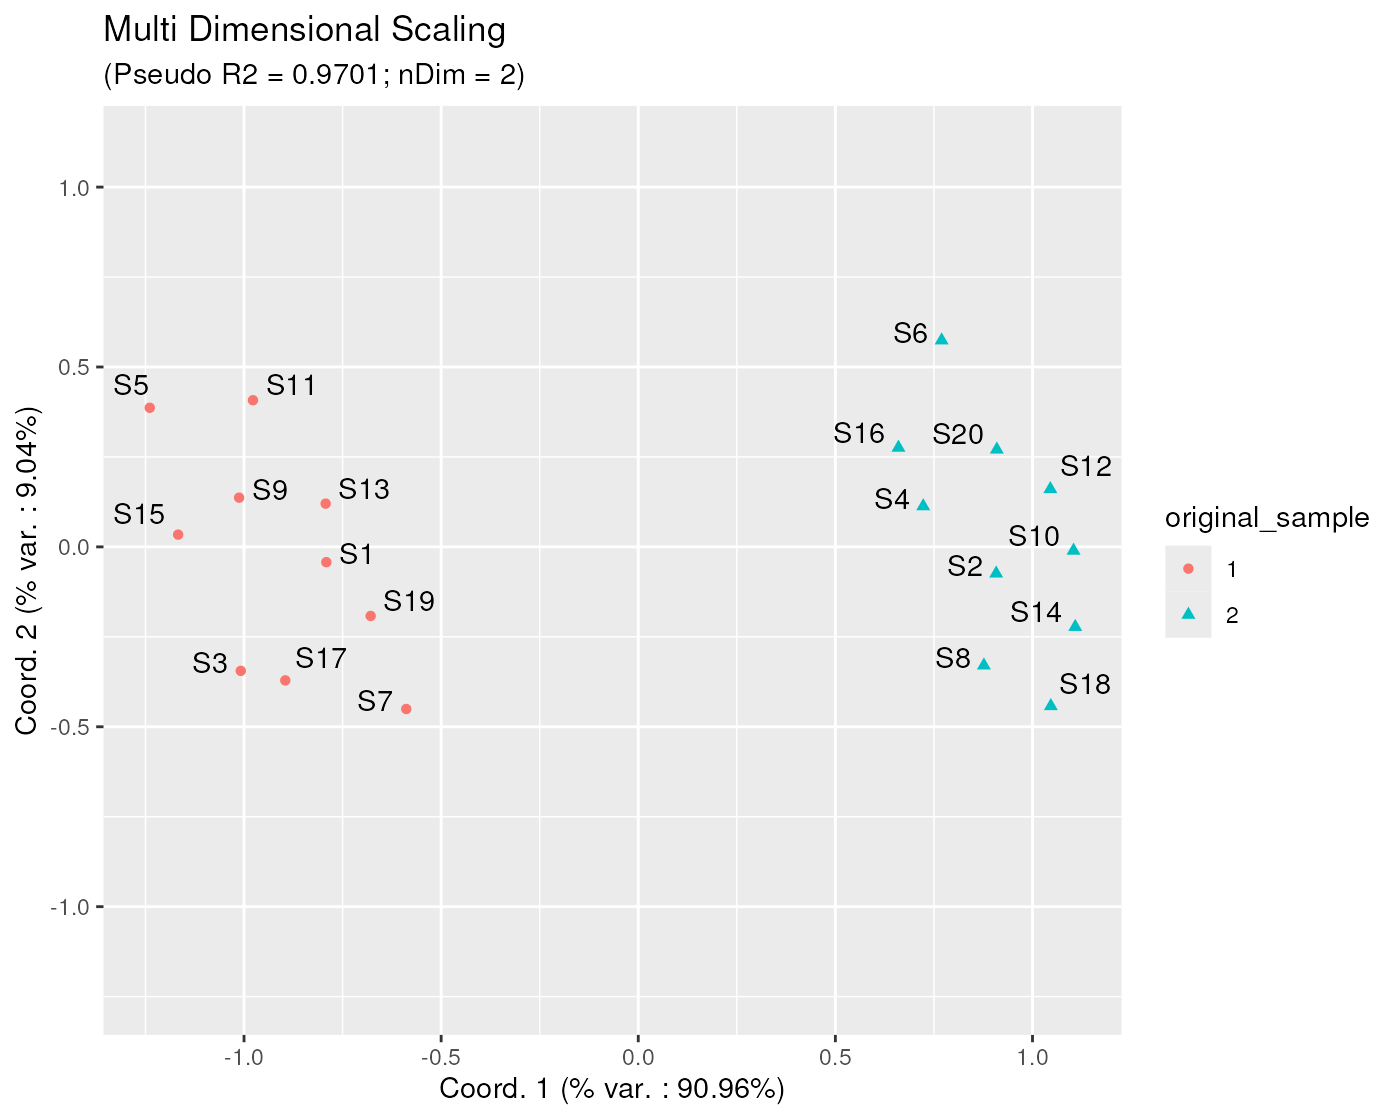 Multi Dimensional Scaling
(Pseudo R2 = 0.9701; nDim = 2)
1.0
0.5
0.0
-0.5
-1.0
Coord. 2 (% var. : 9.04%)
S6
S5
S11
S16
S20
S12
S9
S13
S4
S15
S10
S1
S2
S19
S14
S3
S17
S8
S18
S7
-1.0
-0.5
0.0
0.5
1.0
Coord. 1 (% var. : 90.96%)
original_sample
1
2